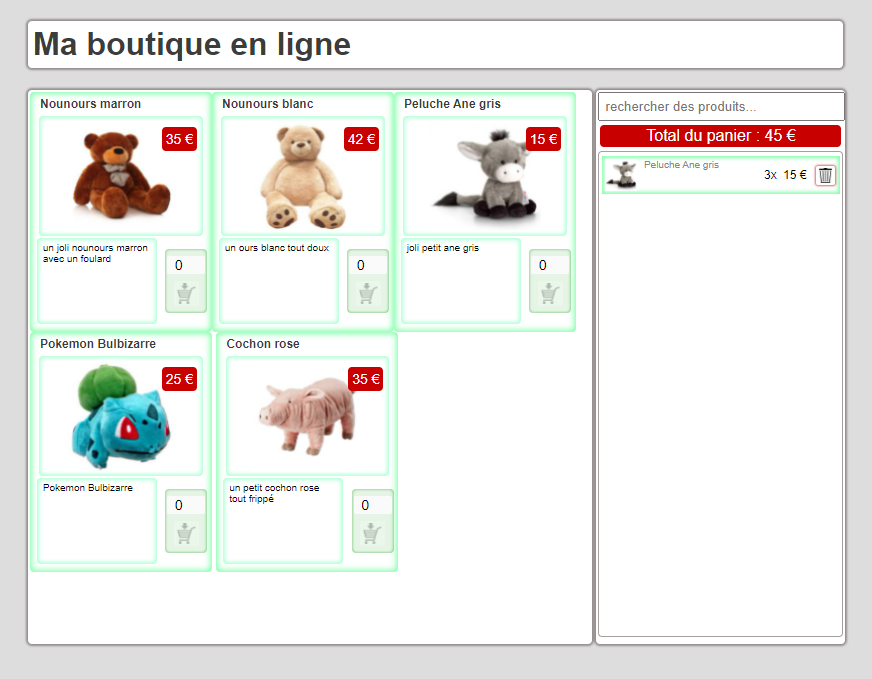 Ma boutique en ligne
Nounours marron
35 €
un joli nounours marron
avec un foulard
0
Nounours blanc
42 €
un ours blanc tout doux
0
Peluche Ane gris
15 €
joli petit ane gris
0
Pokemon Bulbizarre
25 €
Pokemon Bulbizarre
0
Cochon rose
35 €
un petit cochon rose
tout frippé
0
rechercher des produits...
Total du panier : 45 €
Peluche Ane gris
3x 15 €